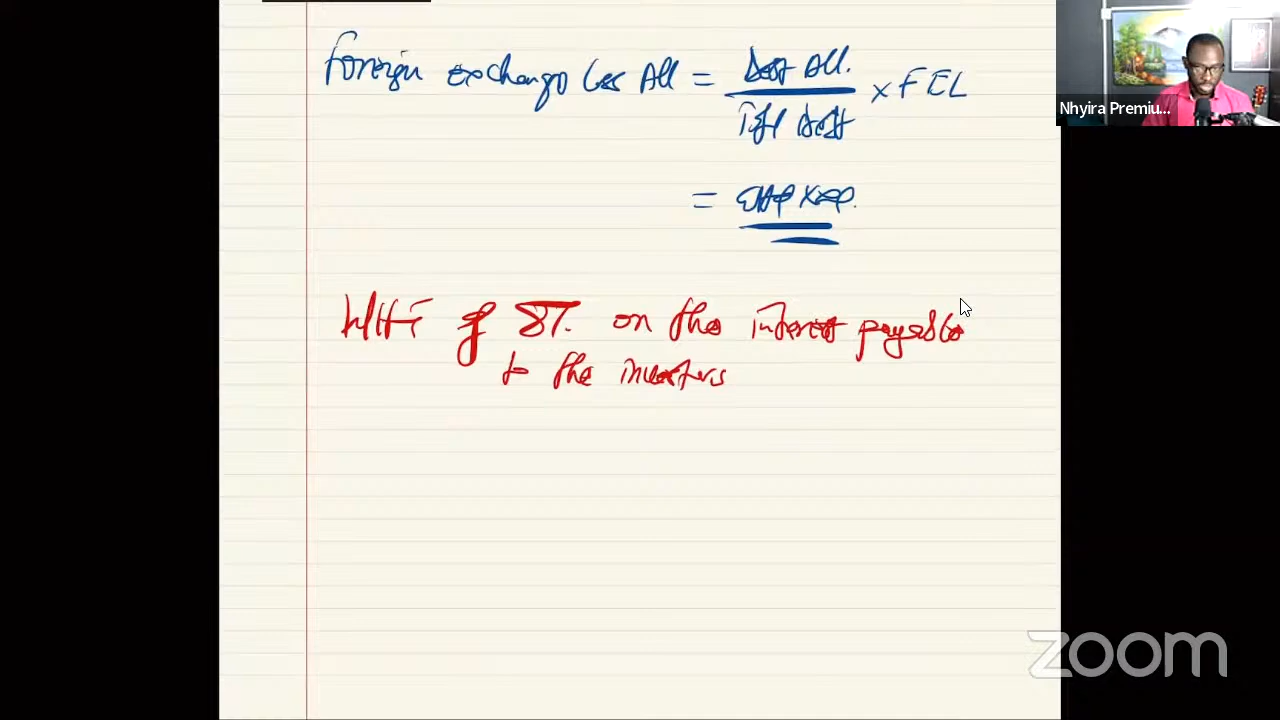 foreign exchange loss All = Debt All. / Total Debt × FEL
=
WHT of 8%. on the interest payable
to the investors
Nhyira Premiu...
zoom